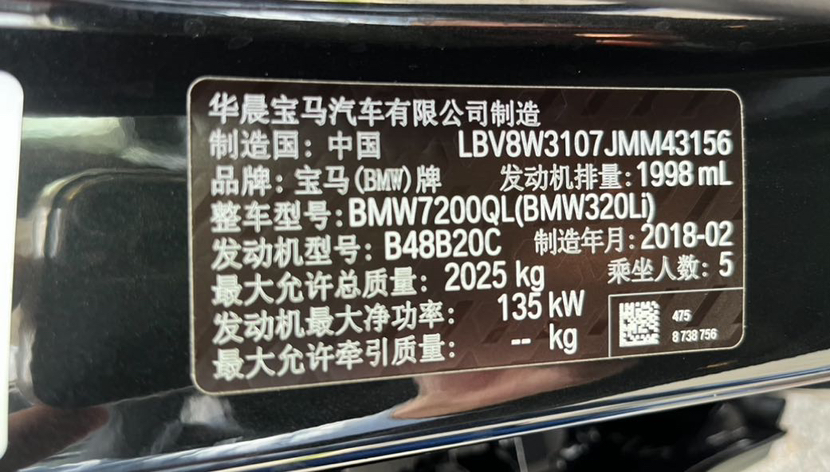 华晨宝马汽车有限公司制造
制造国：中国 LBV8W3107JMM43156
品牌：宝马(BMW)牌 发动机排量：1998 mL
整车型号：BMW7200QL(BMW320Li)
发动机型号：B48B20C 制造年月：2018-02
最大允许总质量：2025 kg 乘坐人数：5
发动机最大净功率：135 kW
最大允许牵引质量：-- kg
475
8 738 756